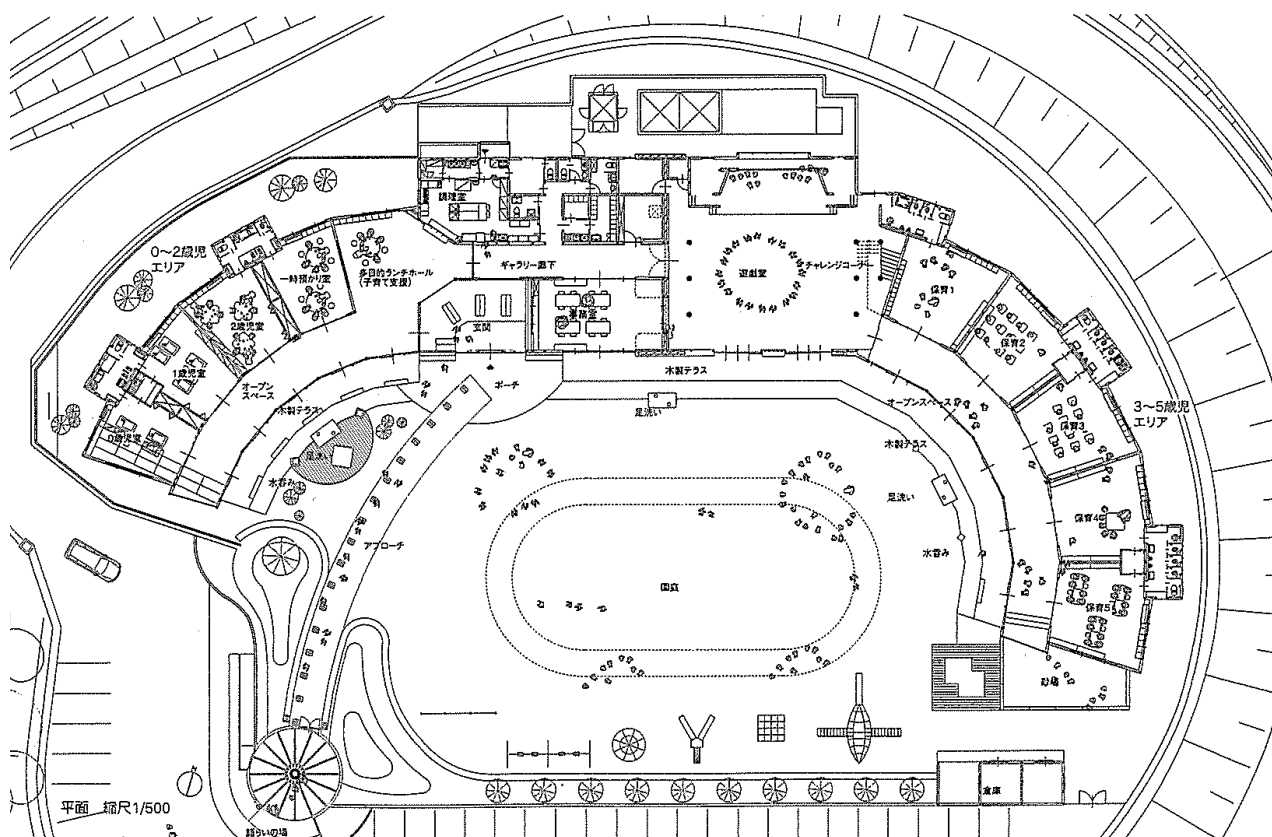 調理室
0～2歳児
エリア
一時預かり室
多目的ランチホール
(子育て支援)
ギャラリー廊下
遊戯室
チャレンジコーナー
保育1
2歳児室
玄関
事務室
保育2
1歳児室
オープン
スペース
ポーチ
木製テラス
オープンスペース
3～5歳児
エリア
0歳児室
木製テラス
足洗い
保育3
木製テラス
足洗い
水呑み
足洗い
保育4
アプローチ
水呑み
園庭
保育5
砂場
倉庫
N
平面 縮尺1/500
語らいの場